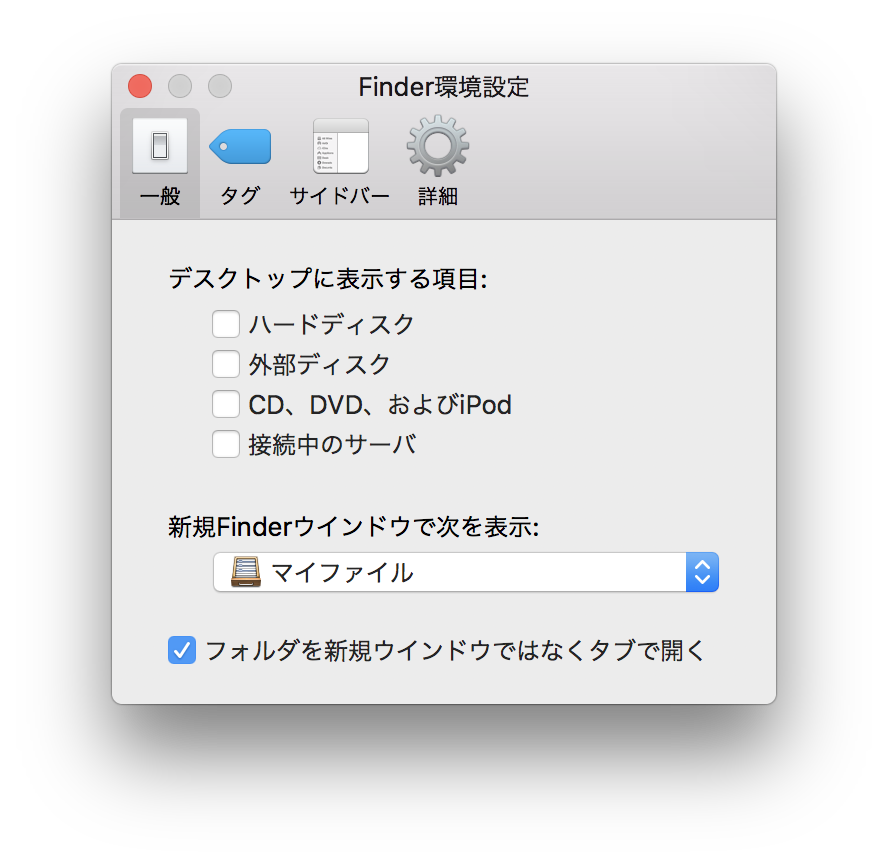 Finder環境設定
一般 タグ サイドバー 詳細
デスクトップに表示する項目:
ハードディスク
外部ディスク
CD、DVD、およびiPod
接続中のサーバ
新規Finderウインドウで次を表示:
マイファイル
フォルダを新規ウインドウではなくタブで開く